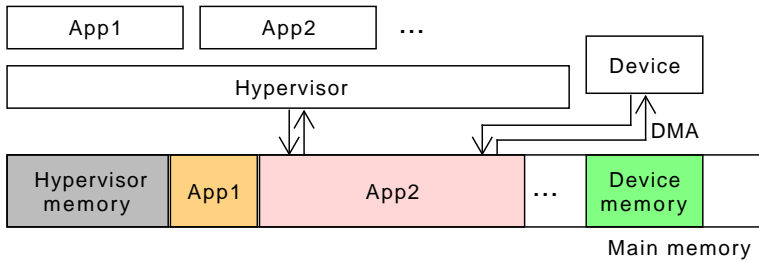 App1
App2
...
Device
Hypervisor
DMA
Hypervisor
memory
App1
App2
...
Device
memory
Main memory